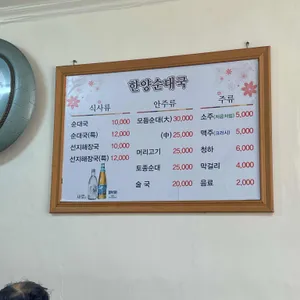 한양순대국
식사류
순대국 10,000
순대국(특) 12,000
선지해장국 10,000
선지해장국(특) 12,000
안주류
모듬순대(大) 30,000
(中) 25,000
머리고기 25,000
토종순대 25,000
술 국 20,000
주류
소주 5,000
맥주 5,000
청하 6,000
막걸리 4,000
음료 2,000